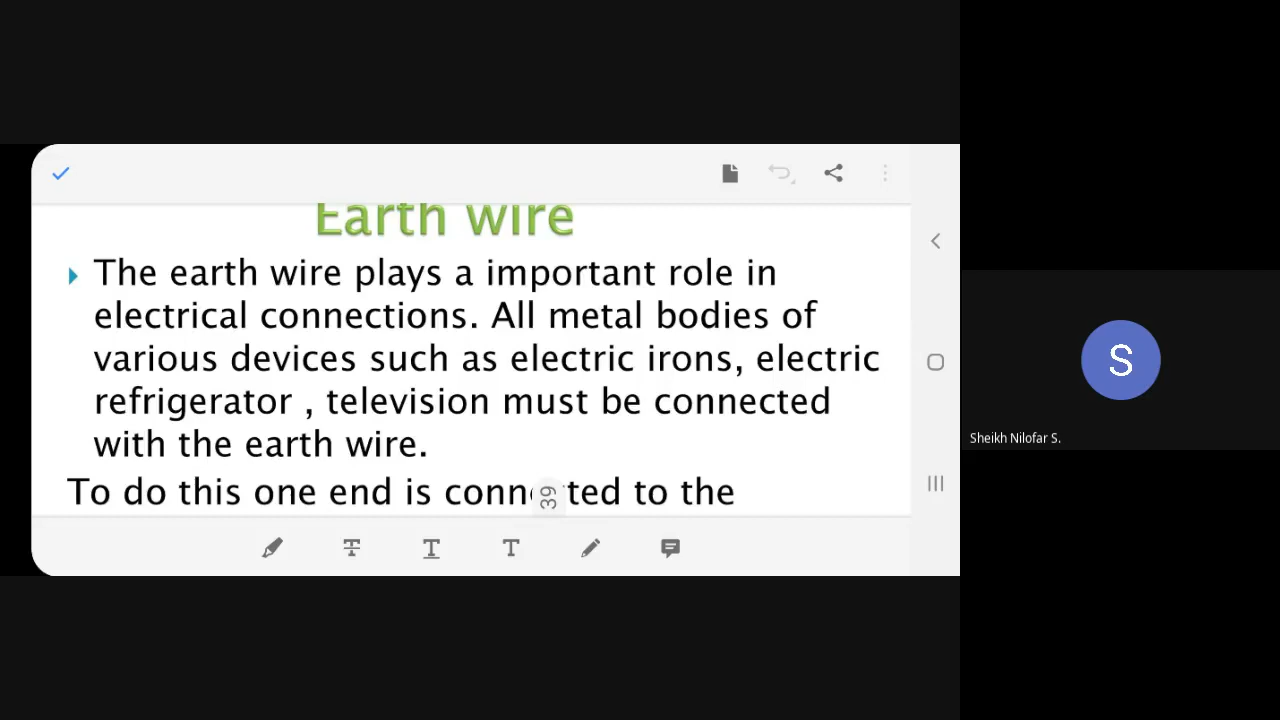 Earth wire
The earth wire plays a important role in
electrical connections. All metal bodies of
various devices such as electric irons, electric
refrigerator , television must be connected
with the earth wire.
To do this one end is connected to the
39
S
Sheikh Nilofar S.